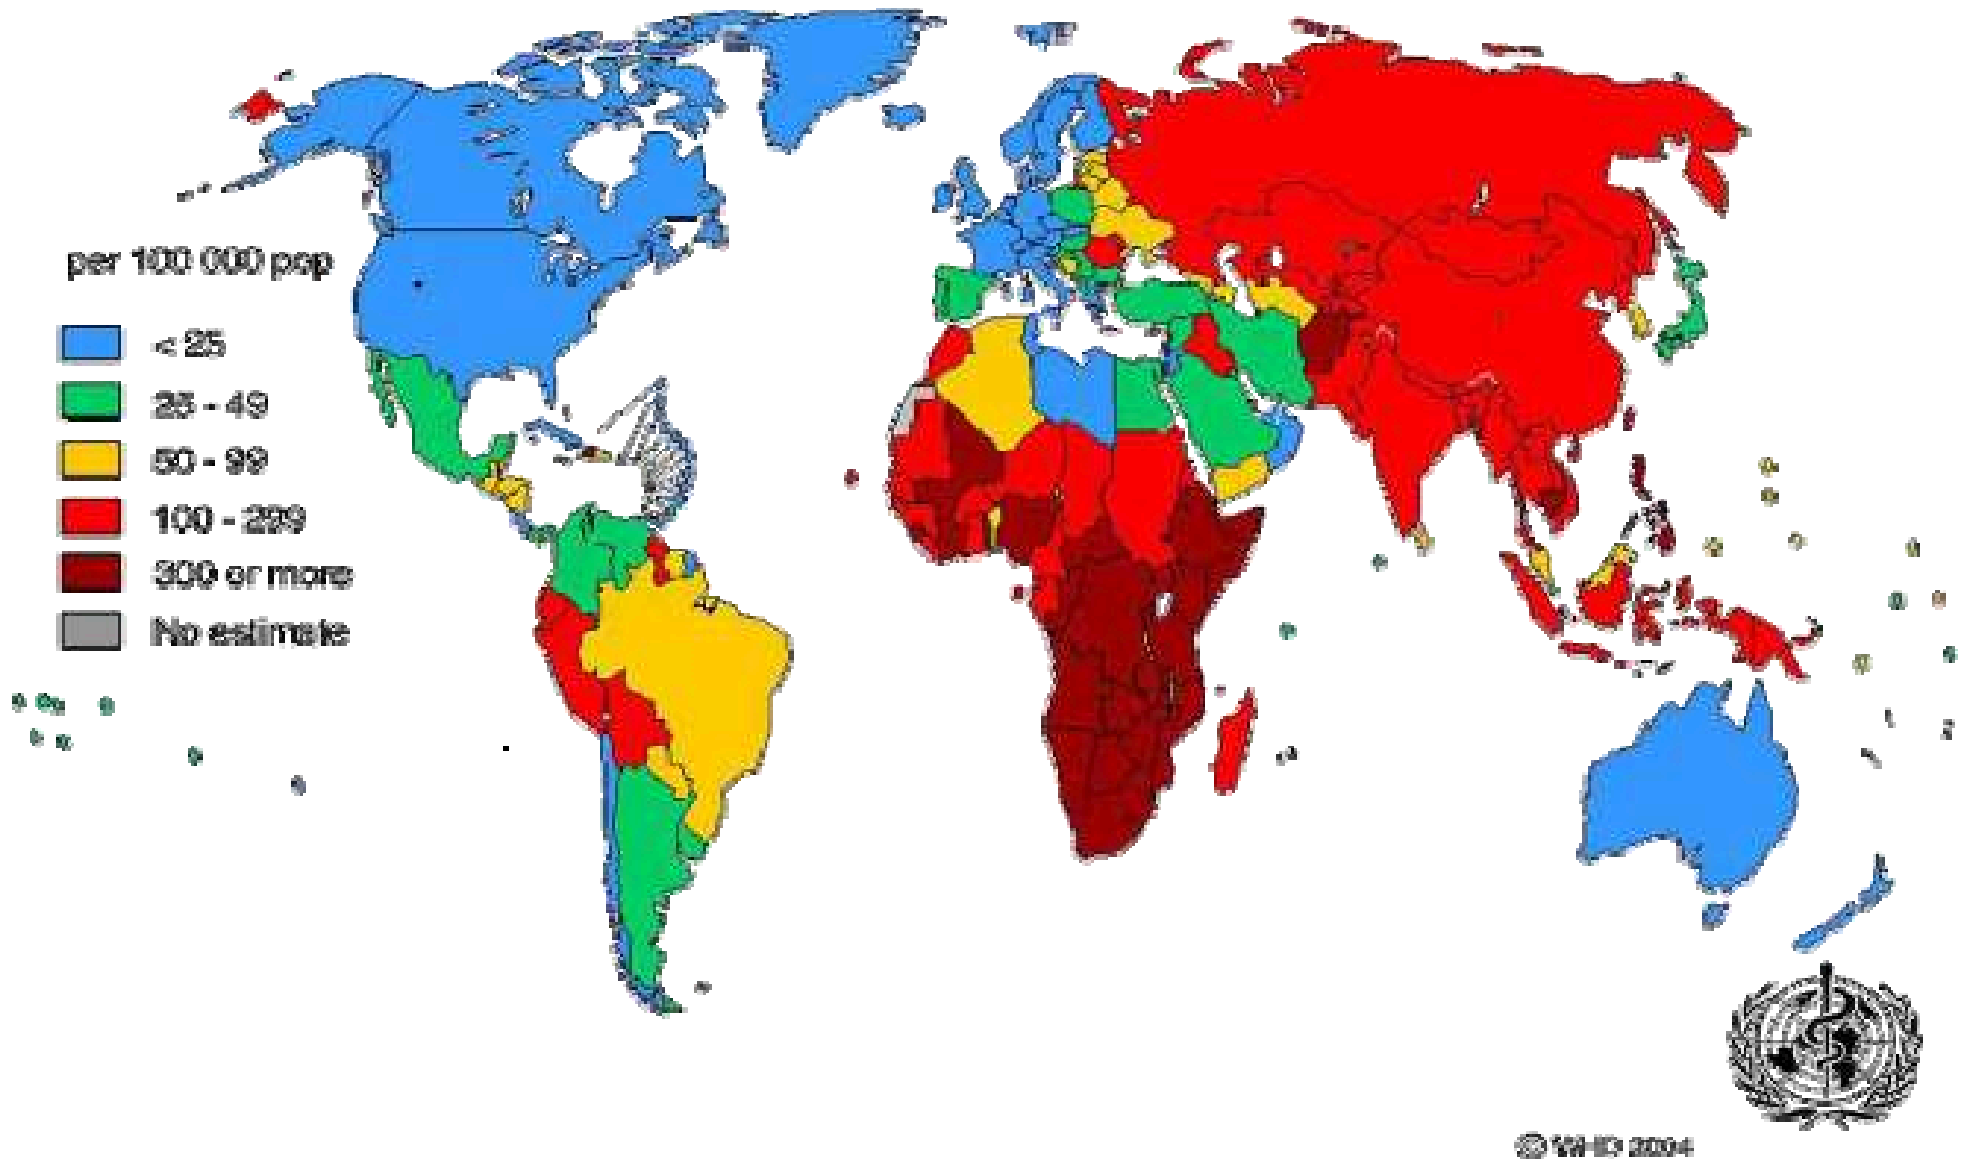 per 100 000 pop
< 25
25 - 49
50 - 99
100 - 299
300 or more
No estimate
© WHO 2004